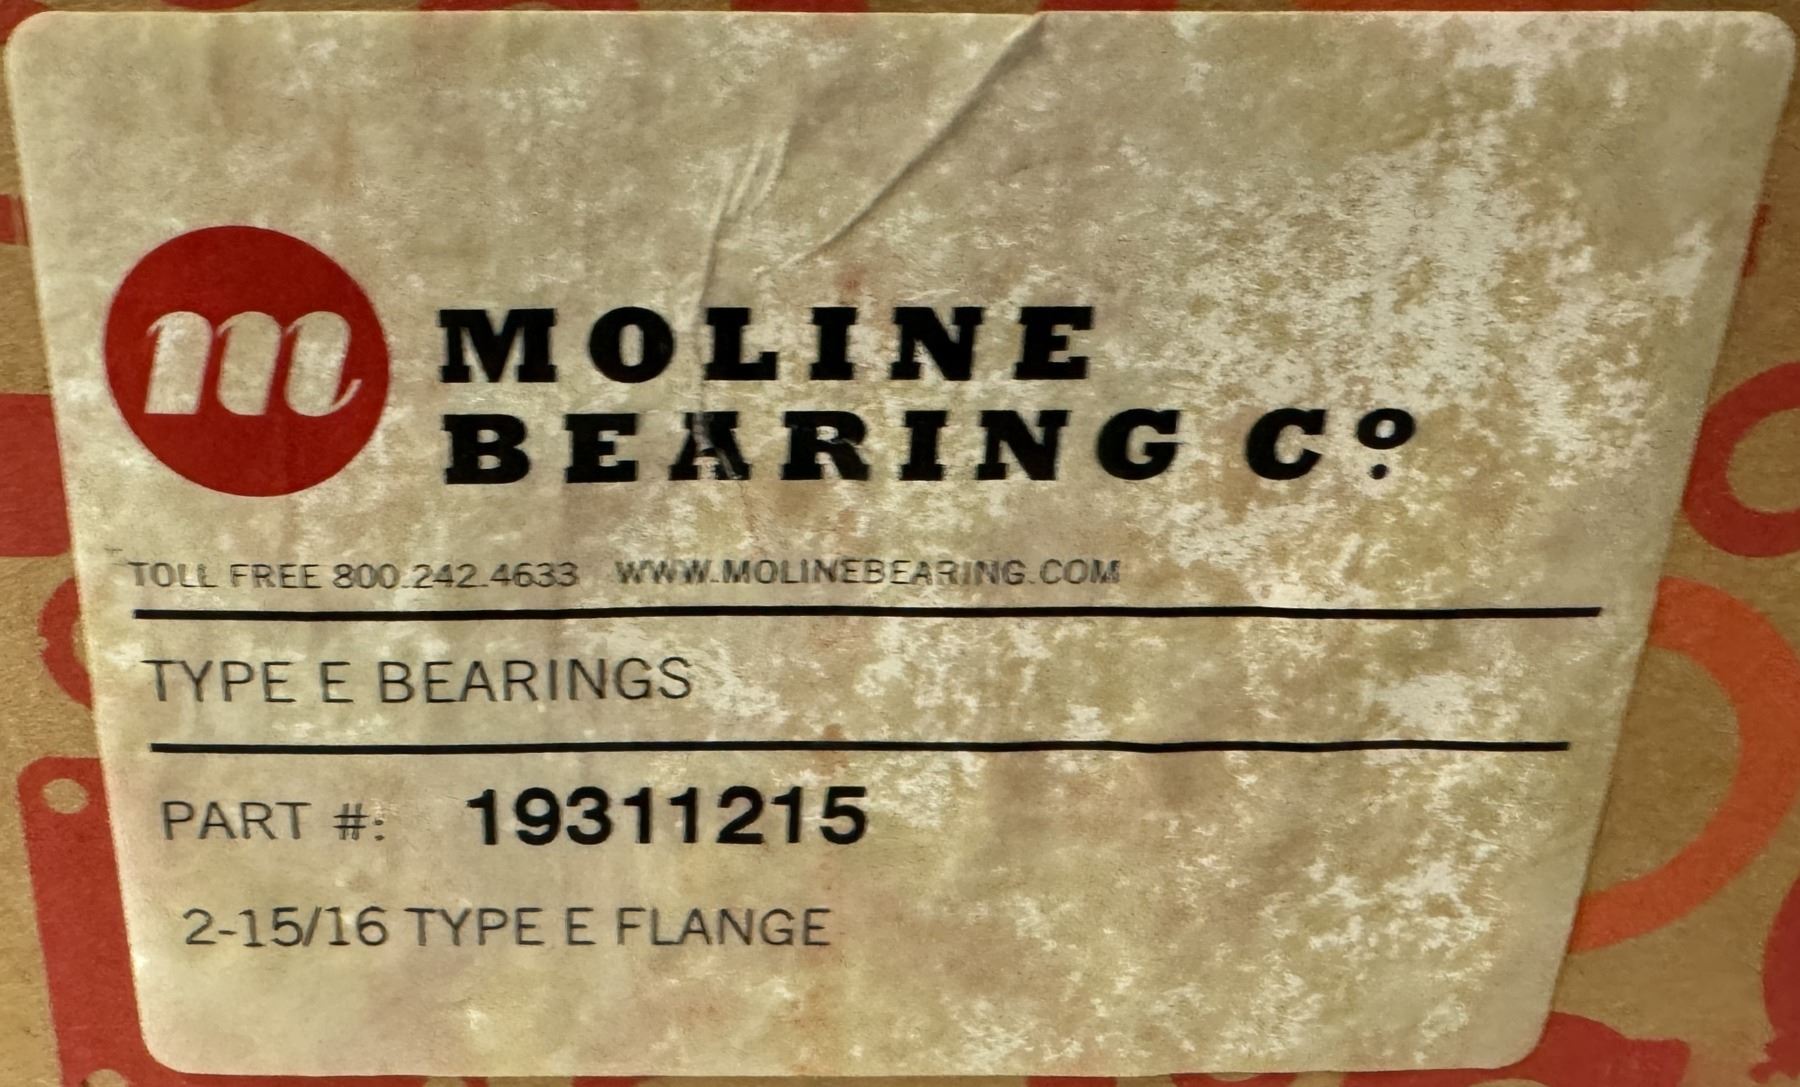 m
MOLINE
BEARING Cº
TOLL FREE 800.242.4633 WWW.MOLINEBEARING.COM
TYPE E BEARINGS
PART #: 19311215
2-15/16 TYPE E FLANGE